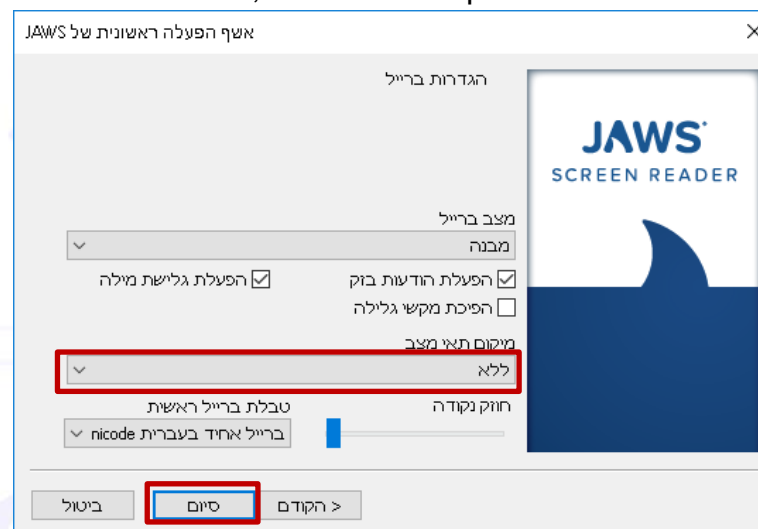 אשף הפעלה ראשונית של JAWS
הגדרות ברייל
JAWS
SCREEN READER
מצב ברייל
מבנה
הפעלת הודעות בזק
הפעלת גלישת מילה
הפיכת מקשי גלילה
מיקום תאי מצב
ללא
חוזק נקודה
טבלת ברייל ראשית
ברייל אחיד בעברית nicode
< הקודם
סיום
ביטול